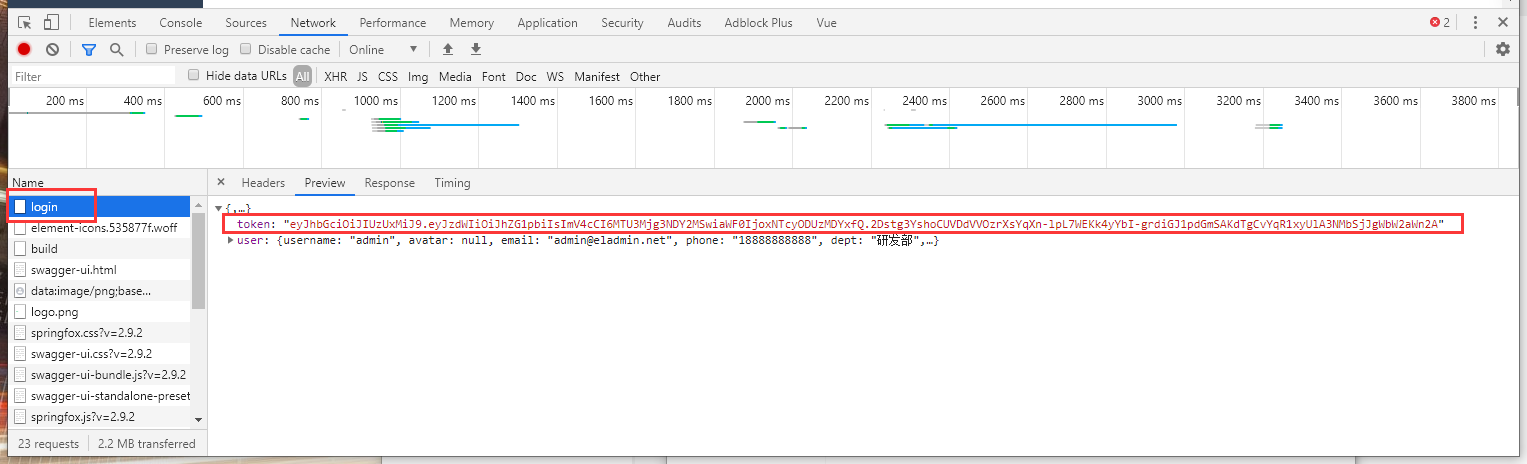 Elements Console Sources Network Performance Memory Application Security Audits Adblock Plus Vue 2
Preserve log Disable cache Online
Filter Hide data URLs All XHR JS CSS Img Media Font Doc WS Manifest Other
200 ms 400 ms 600 ms 800 ms 1000 ms 1200 ms 1400 ms 1600 ms 1800 ms 2000 ms 2200 ms 2400 ms 2600 ms 2800 ms 3000 ms 3200 ms 3400 ms 3600 ms 3800 ms
Name
Headers Preview Response Timing
login
element-icons.535877f.woff
build
swagger-ui.html
data:image/png;base...
logo.png
springfox.css?v=2.9.2
swagger-ui.css?v=2.9.2
swagger-ui-bundle.js?v=2.9.2
swagger-ui-standalone-preset
springfox.js?v=2.9.2
23 requests 2.2 MB transferred
{,…}
token: "eyJhbGciOiJIUzUxMiJ9.eyJzdWIiOiJhZG1pbiIsImV4cCI6MTU3Mjg3NDY2MSwiaWF0IjoxNTcyODUzMDYxfQ.2Dstg3YshoCUVDdVVOzrXsYqXn-lpL7WEKk4yYbI-grdiGJ1pdGmSAKdTgCvYqR1xyUlA3NMbSjJgWbW2aWn2A"
user: {username: "admin", avatar: null, email: "admin@eladmin.net", phone: "18888888888", dept: "研发部",…}